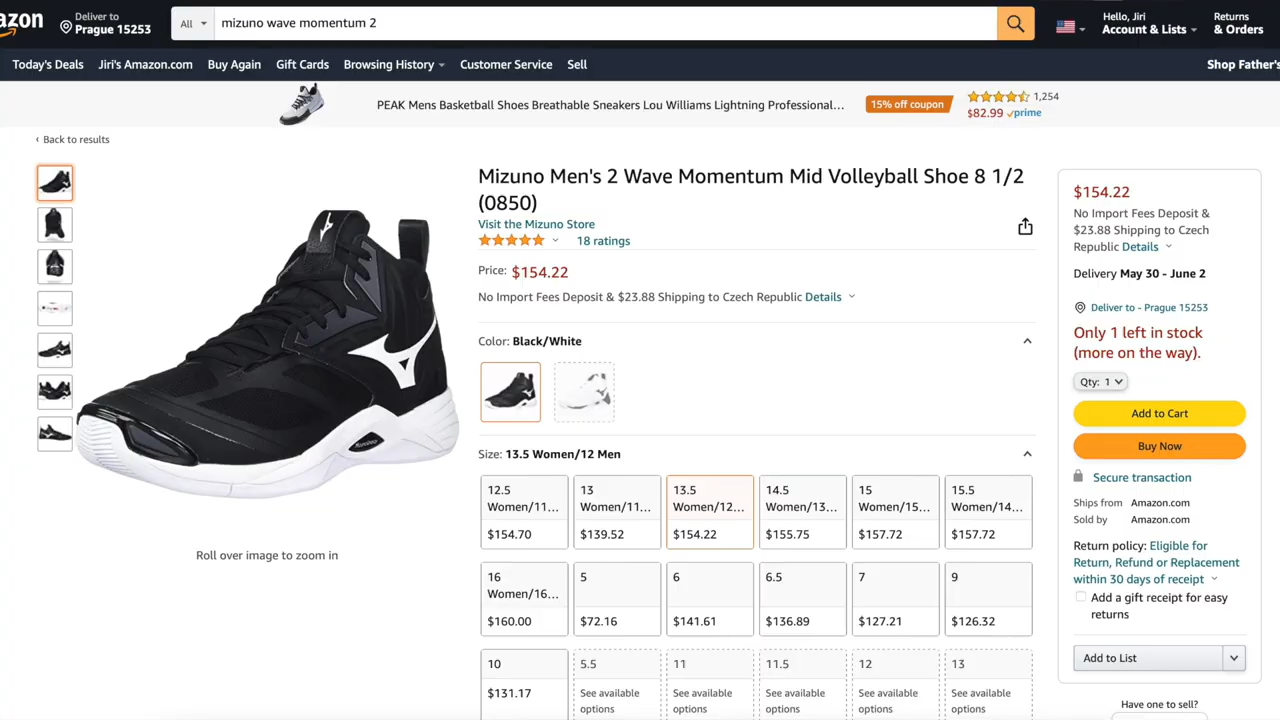 azon
Deliver to
Prague 15253
All
mizuno wave momentum 2
Hello, Jiri
Account & Lists
Returns
& Orders
Today's Deals
Jiri's Amazon.com
Buy Again
Gift Cards
Browsing History
Customer Service
Sell
Shop Father's
PEAK Mens Basketball Shoes Breathable Sneakers Lou Williams Lightning Professional...
15% off coupon
1,254
$82.99 prime
‹ Back to results
Mizuno Men's 2 Wave Momentum Mid Volleyball Shoe 8 1/2
(0850)
Visit the Mizuno Store
18 ratings
Price: $154.22
No Import Fees Deposit & $23.88 Shipping to Czech Republic Details
Color: Black/White
Size: 13.5 Women/12 Men
12.5
Women/11...
$154.70
13
Women/11...
$139.52
13.5
Women/12...
$154.22
14.5
Women/13...
$155.75
15
Women/15...
$157.72
15.5
Women/14...
$157.72
16
Women/16...
$160.00
5
$72.16
6
$141.61
6.5
$136.89
7
$127.21
9
$126.32
10
$131.17
5.5
See available
options
11
See available
options
11.5
See available
options
12
See available
options
13
See available
options
Roll over image to zoom in
$154.22
No Import Fees Deposit &
$23.88 Shipping to Czech
Republic Details
Delivery May 30 - June 2
Deliver to - Prague 15253
Only 1 left in stock
(more on the way).
Qty: 1
Add to Cart
Buy Now
Secure transaction
Ships from Amazon.com
Sold by Amazon.com
Return policy: Eligible for
Return, Refund or Replacement
within 30 days of receipt
Add a gift receipt for easy
returns
Add to List
Have one to sell?